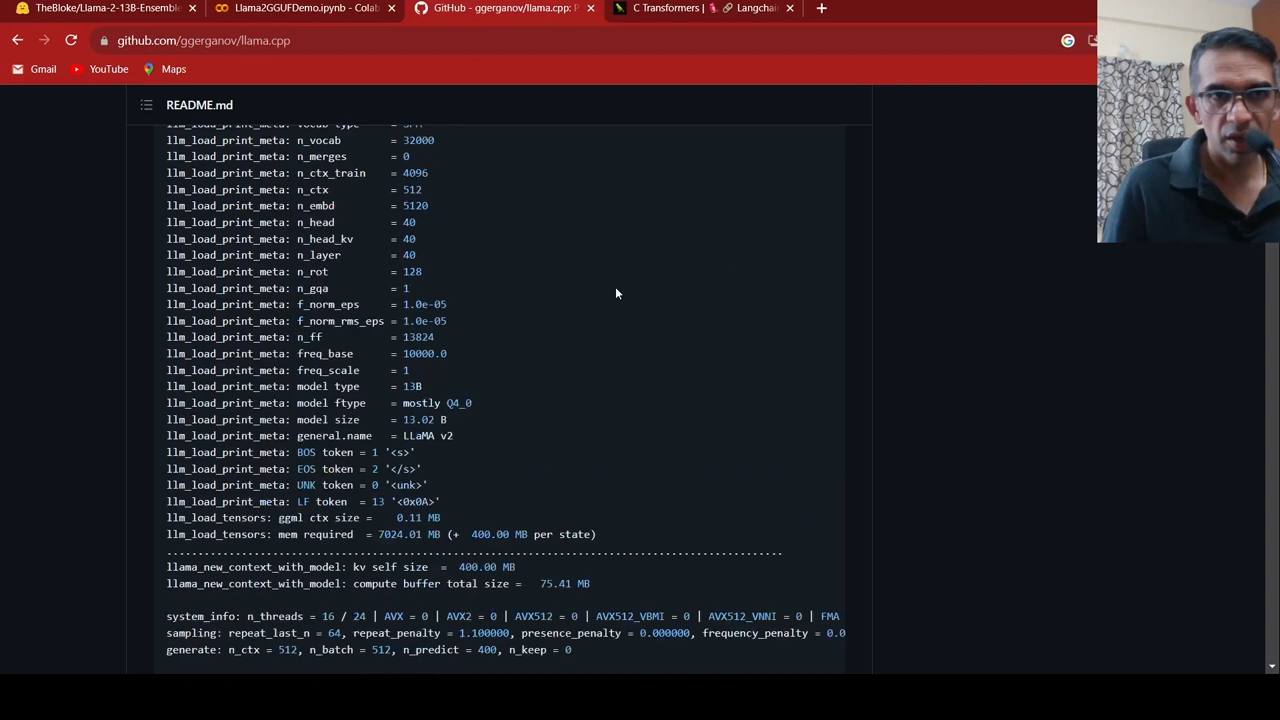 TheBloke/Llama-2-13B-Ensemble
Llama2GGUFDemo.ipynb - Colab
GitHub - ggerganov/llama.cpp: P
C Transformers | 🦜🔗 Langchain
github.com/ggerganov/llama.cpp
Gmail
YouTube
Maps
README.md
llm_load_print_meta: vocab type = SPM
llm_load_print_meta: n_vocab = 32000
llm_load_print_meta: n_merges = 0
llm_load_print_meta: n_ctx_train = 4096
llm_load_print_meta: n_ctx = 512
llm_load_print_meta: n_embd = 5120
llm_load_print_meta: n_head = 40
llm_load_print_meta: n_head_kv = 40
llm_load_print_meta: n_layer = 40
llm_load_print_meta: n_rot = 128
llm_load_print_meta: n_gqa = 1
llm_load_print_meta: f_norm_eps = 1.0e-05
llm_load_print_meta: f_norm_rms_eps = 1.0e-05
llm_load_print_meta: n_ff = 13824
llm_load_print_meta: freq_base = 10000.0
llm_load_print_meta: freq_scale = 1
llm_load_print_meta: model type = 13B
llm_load_print_meta: model ftype = mostly Q4_0
llm_load_print_meta: model size = 13.02 B
llm_load_print_meta: general.name = LLaMA v2
llm_load_print_meta: BOS token = 1 '<s>'
llm_load_print_meta: EOS token = 2 '</s>'
llm_load_print_meta: UNK token = 0 '<unk>'
llm_load_print_meta: LF token = 13 '<0x0A>'
llm_load_tensors: ggml ctx size = 0.11 MB
llm_load_tensors: mem required = 7024.01 MB (+ 400.00 MB per state)
...................................................................................................
llama_new_context_with_model: kv self size = 400.00 MB
llama_new_context_with_model: compute buffer total size = 75.41 MB
system_info: n_threads = 16 / 24 | AVX = 0 | AVX2 = 0 | AVX512 = 0 | AVX512_VBMI = 0 | AVX512_VNNI = 0 | FMA
sampling: repeat_last_n = 64, repeat_penalty = 1.100000, presence_penalty = 0.000000, frequency_penalty = 0.0
generate: n_ctx = 512, n_batch = 512, n_predict = 400, n_keep = 0